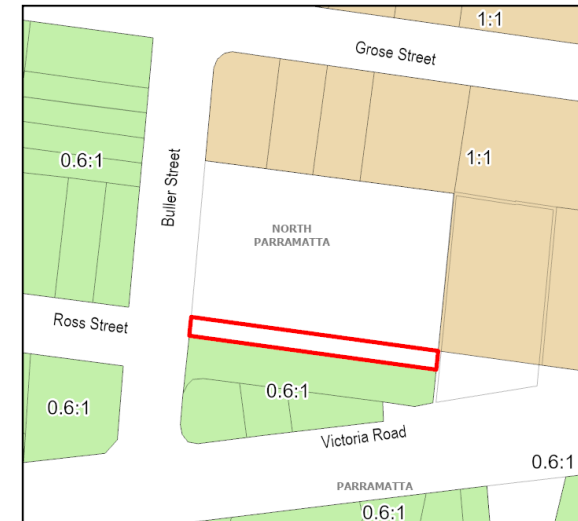 1:1
Grose Street
0.6:1
1:1
Buller Street
NORTH
PARRAMATTA
Ross Street
0.6:1
0.6:1
Victoria Road
0.6:1
PARRAMATTA
0.6:1